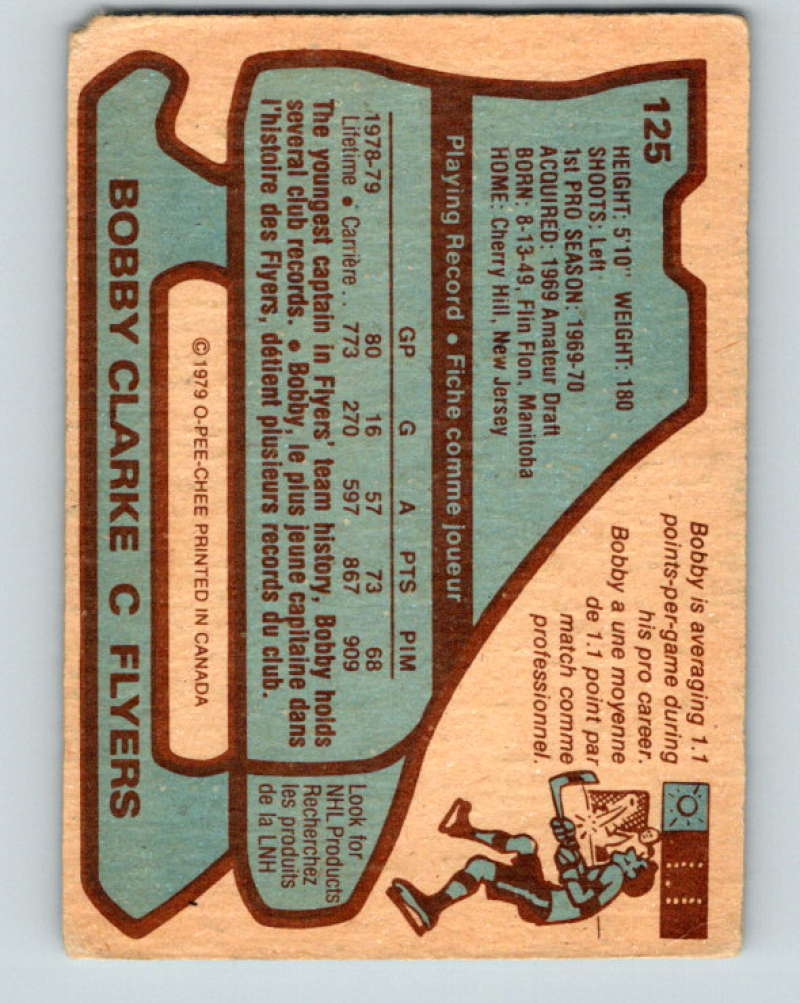 125
HEIGHT: 5'10" WEIGHT: 180
SHOOTS: Left
1st PRO SEASON: 1969-70
ACQUIRED: 1969 Amateur Draft
BORN: 8-13-49, Flin Flon, Manitoba
HOME: Cherry Hill, New Jersey
Bobby is averaging 1.1
points-per-game during
his pro career.
Bobby a une moyenne
de 1.1 point par
match comme
professionnel.
1.1
Playing Record • Fiche comme joueur
GP G A PTS PIM
1978-79 80 16 57 73 68
Lifetime • Carrière . . 773 270 597 867 909
The youngest captain in Flyers' team history, Bobby holds
several club records. • Bobby, le plus jeune capitaine dans
l'histoire des Flyers, détient plusieurs records du club.
Look for
NHL Products
Recherchez
les produits
de la LNH
©1979 O-PEE-CHEE PRINTED IN CANADA
BOBBY CLARKE C FLYERS